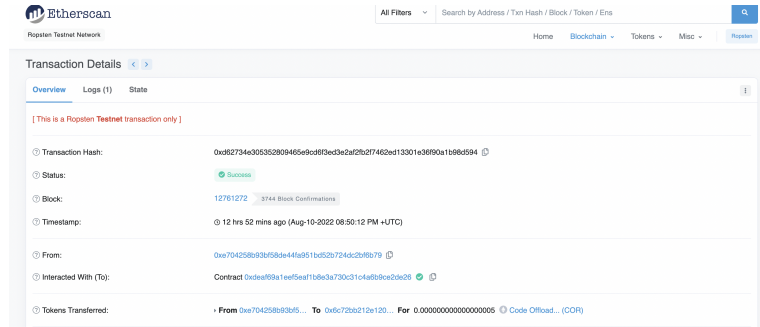 Etherscan
All Filters Search by Address / Txn Hash / Block / Token / Ens
Ropsten Testnet Network
Home Blockchain Tokens Misc Ropsten
Transaction Details < >
Overview Logs (1) State
[ This is a Ropsten Testnet transaction only ]
Transaction Hash: 0xd62734e305352809465e9cd6f3ed3e2af2fb2f7462ed13301e36f90a1b98d594
Status: Success
Block: 12761272 3744 Block Confirmations
Timestamp: 12 hrs 52 mins ago (Aug-10-2022 08:50:12 PM +UTC)
From: 0xe704258b93bf58de44fa951bd52b724dc2bf6b79
Interacted With (To): Contract 0xdeaf69a1eef5eaf1b8e3a730c31c4a6b9ce2de26
Tokens Transferred: From 0xe704258b93bf5... To 0x6c72bb212e120... For 0.000000000000000005 Code Offload... (COR)